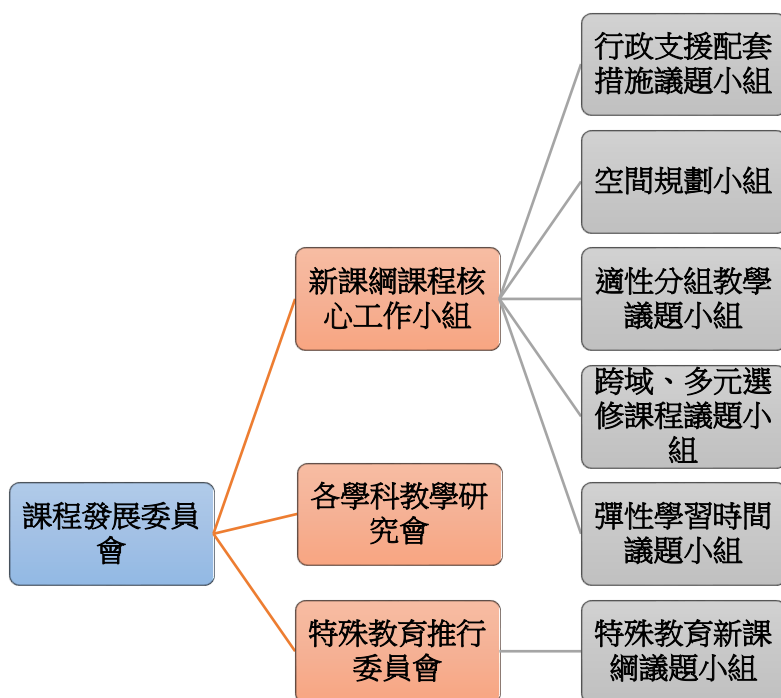 行政支援配套
措施議題小組
空間規劃小組
新課綱課程核
心工作小組
適性分組教學
議題小組
跨域、多元選
修課程議題小
組
各學科教學研
究會
課程發展委員
會
彈性學習時間
議題小組
特殊教育推行
委員會
特殊教育新課
綱議題小組